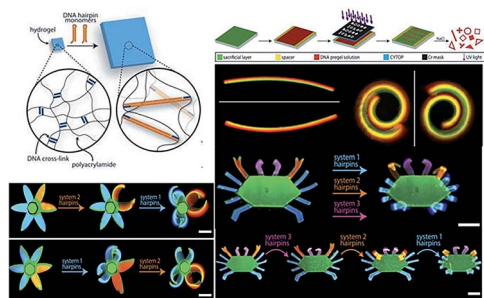 DNA hairpin
monomers
hydrogel
DNA cross-link
polyacrylamide
NaCl
sacrificial layer
spacer
DNA pregel solution
CYTOP
Cr mask
UV light
system 1
hairpins
system 2
hairpins
system 3
hairpins
system 2
hairpins
system 1
hairpins
system 1
hairpins
system 2
hairpins
system 3
hairpins
system 2
hairpins
system 1
hairpins